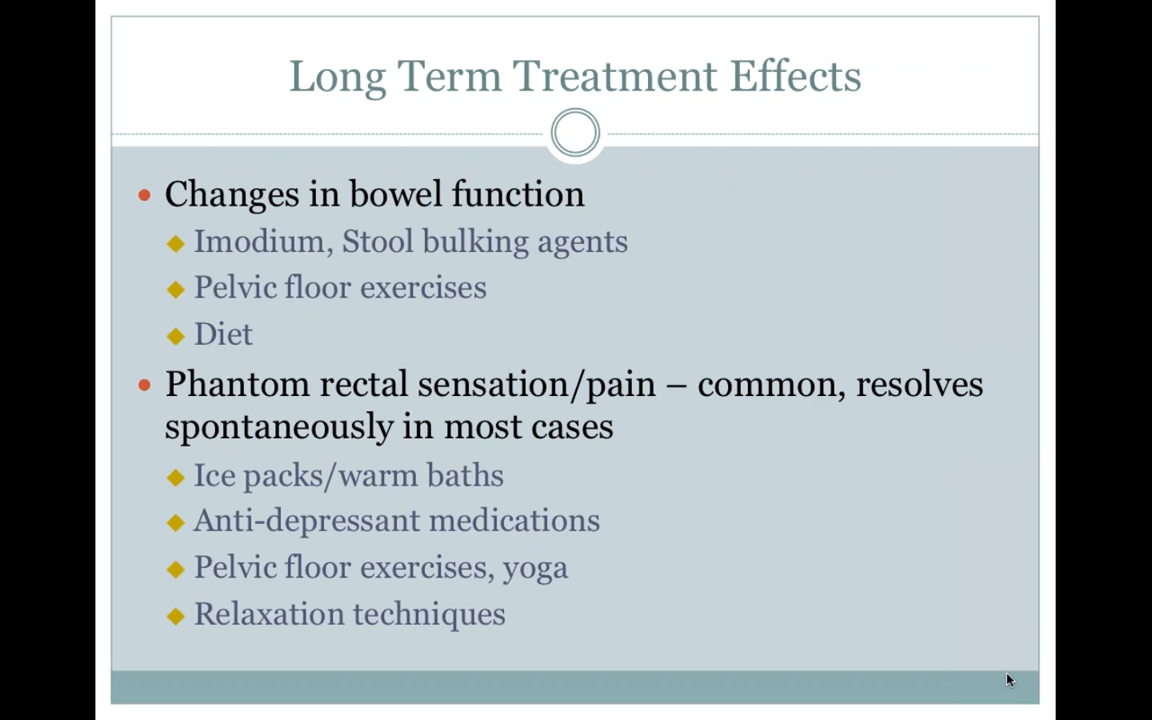 Long Term Treatment Effects
Changes in bowel function
Imodium, Stool bulking agents
Pelvic floor exercises
Diet
Phantom rectal sensation/pain – common, resolves
spontaneously in most cases
Ice packs/warm baths
Anti-depressant medications
Pelvic floor exercises, yoga
Relaxation techniques